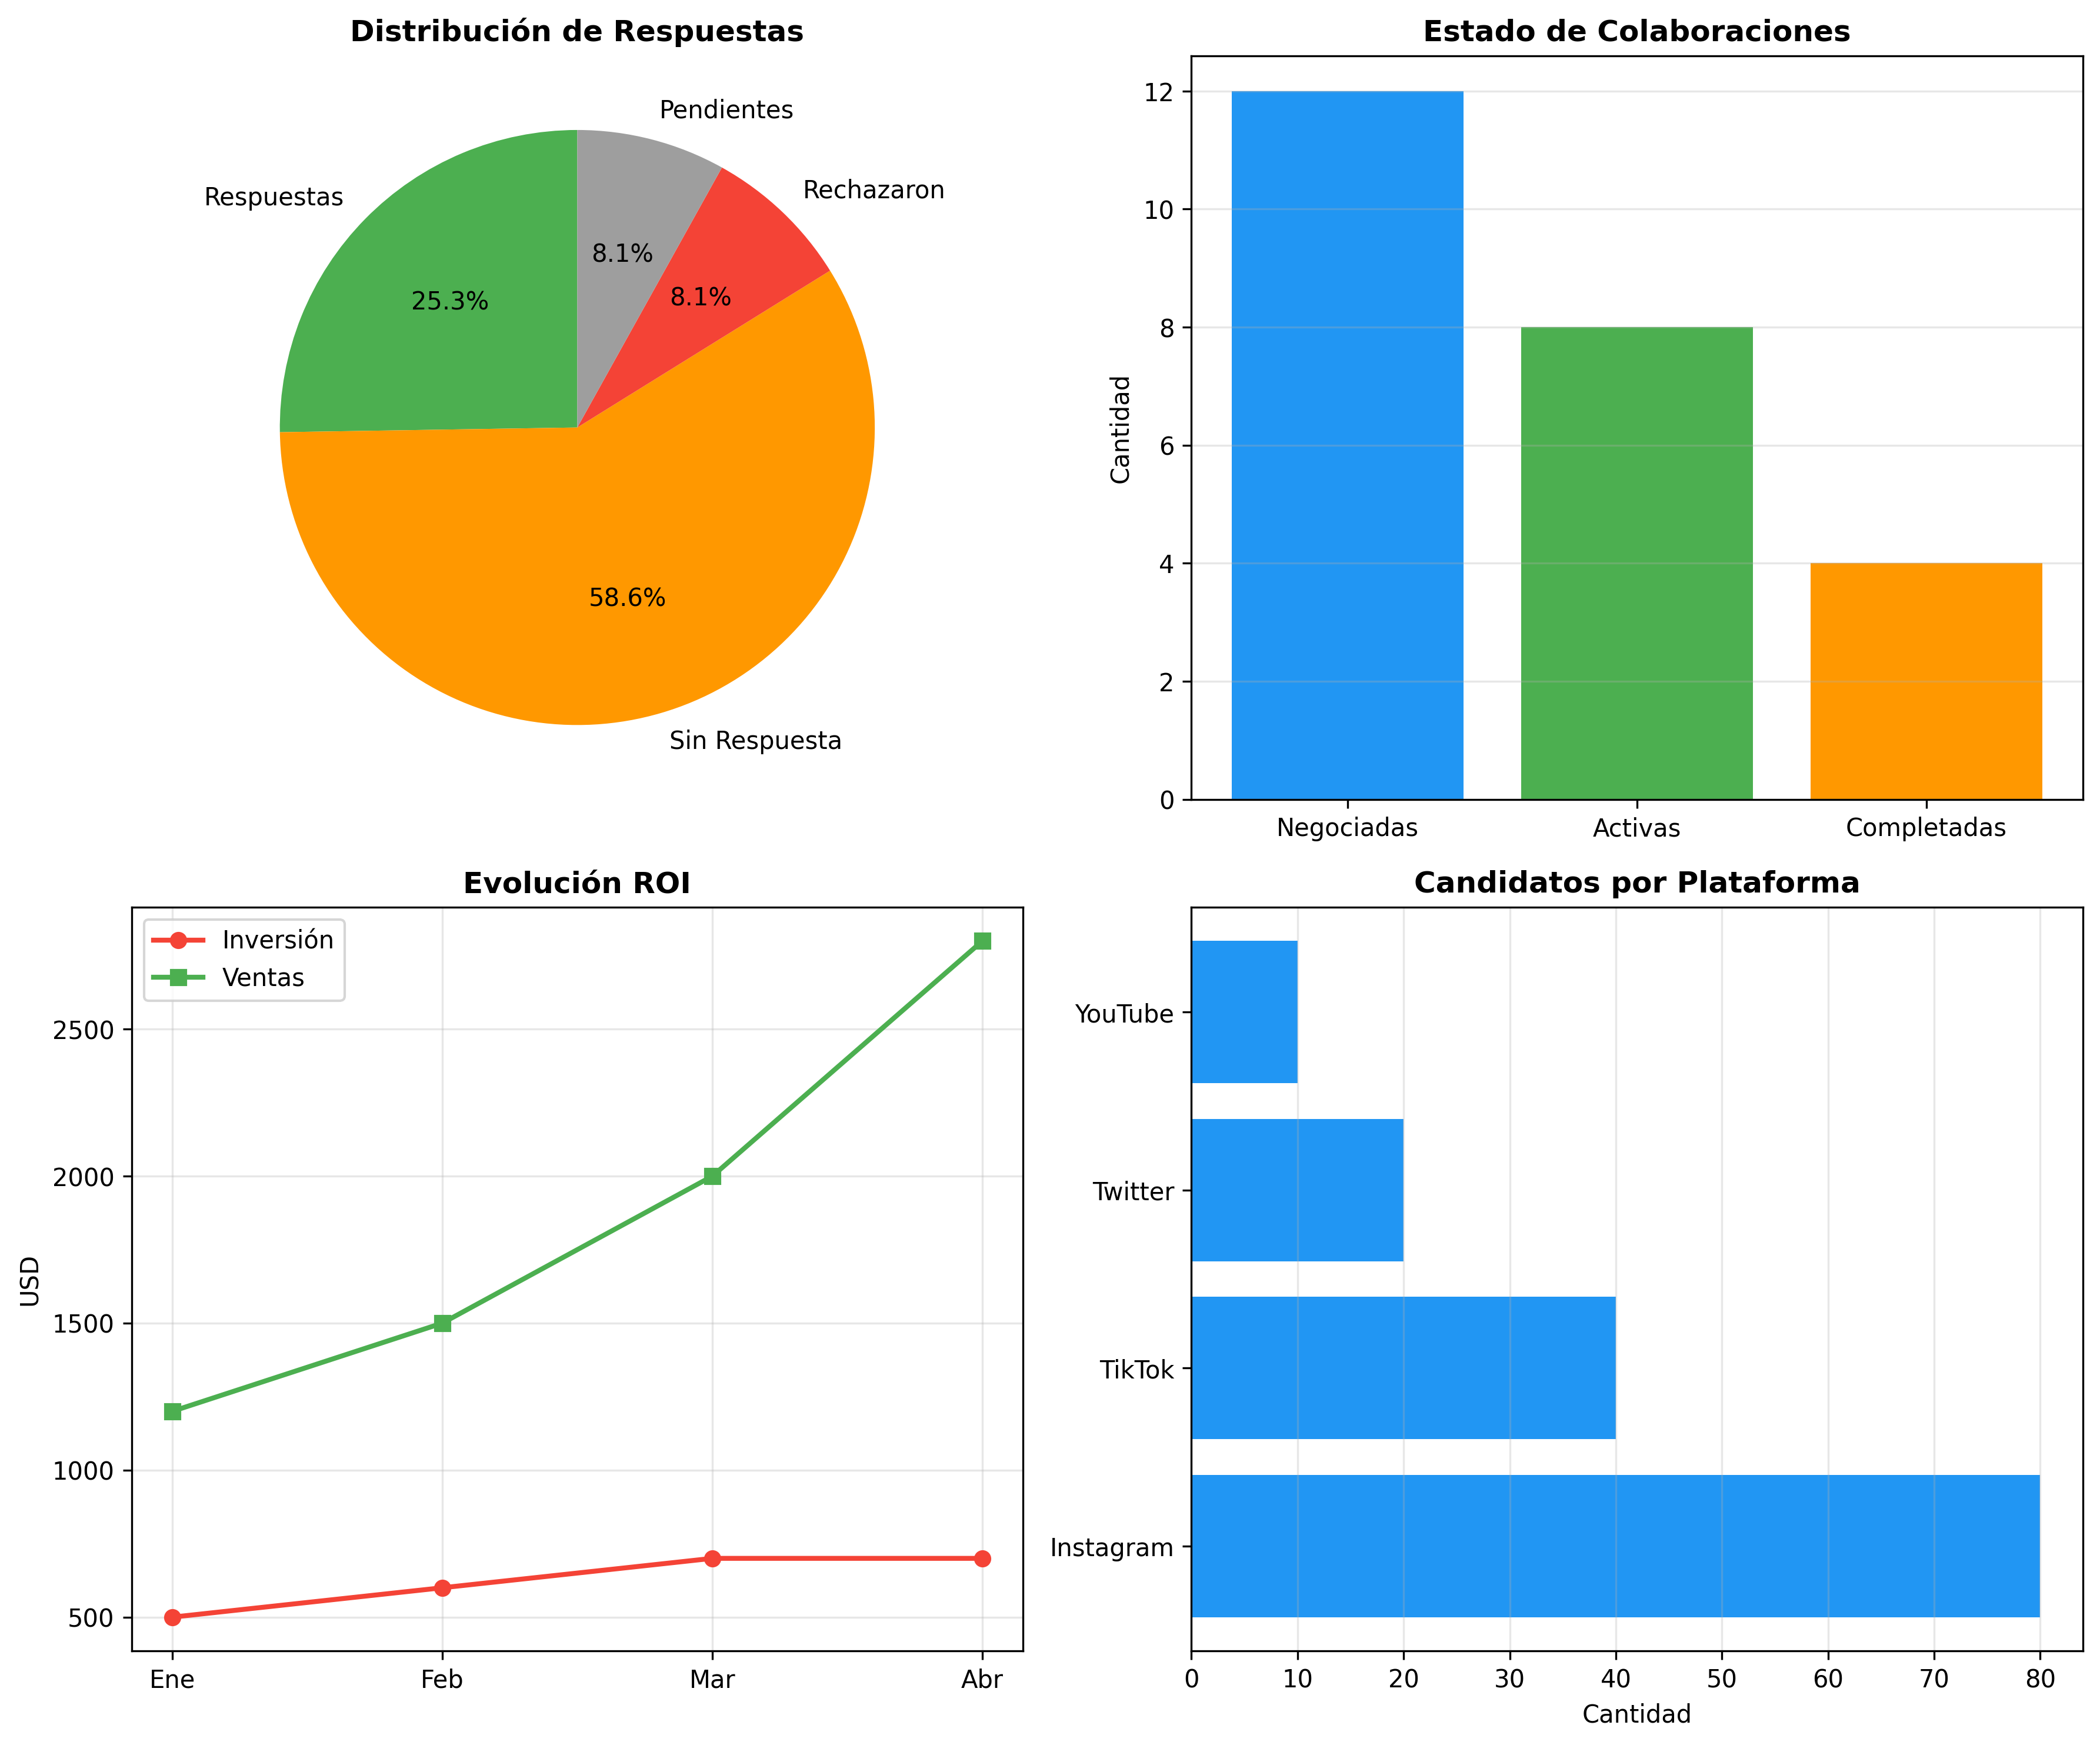 Distribución de Respuestas
Pendientes
Rechazaron
Respuestas
8.1%
8.1%
25.3%
58.6%
Sin Respuesta
Estado de Colaboraciones
Cantidad
12
10
8
6
4
2
0
Negociadas
Activas
Completadas
Evolución ROI
Inversión
Ventas
USD
2500
2000
1500
1000
500
Ene
Feb
Mar
Abr
Candidatos por Plataforma
YouTube
Twitter
TikTok
Instagram
0 10 20 30 40 50 60 70 80
Cantidad